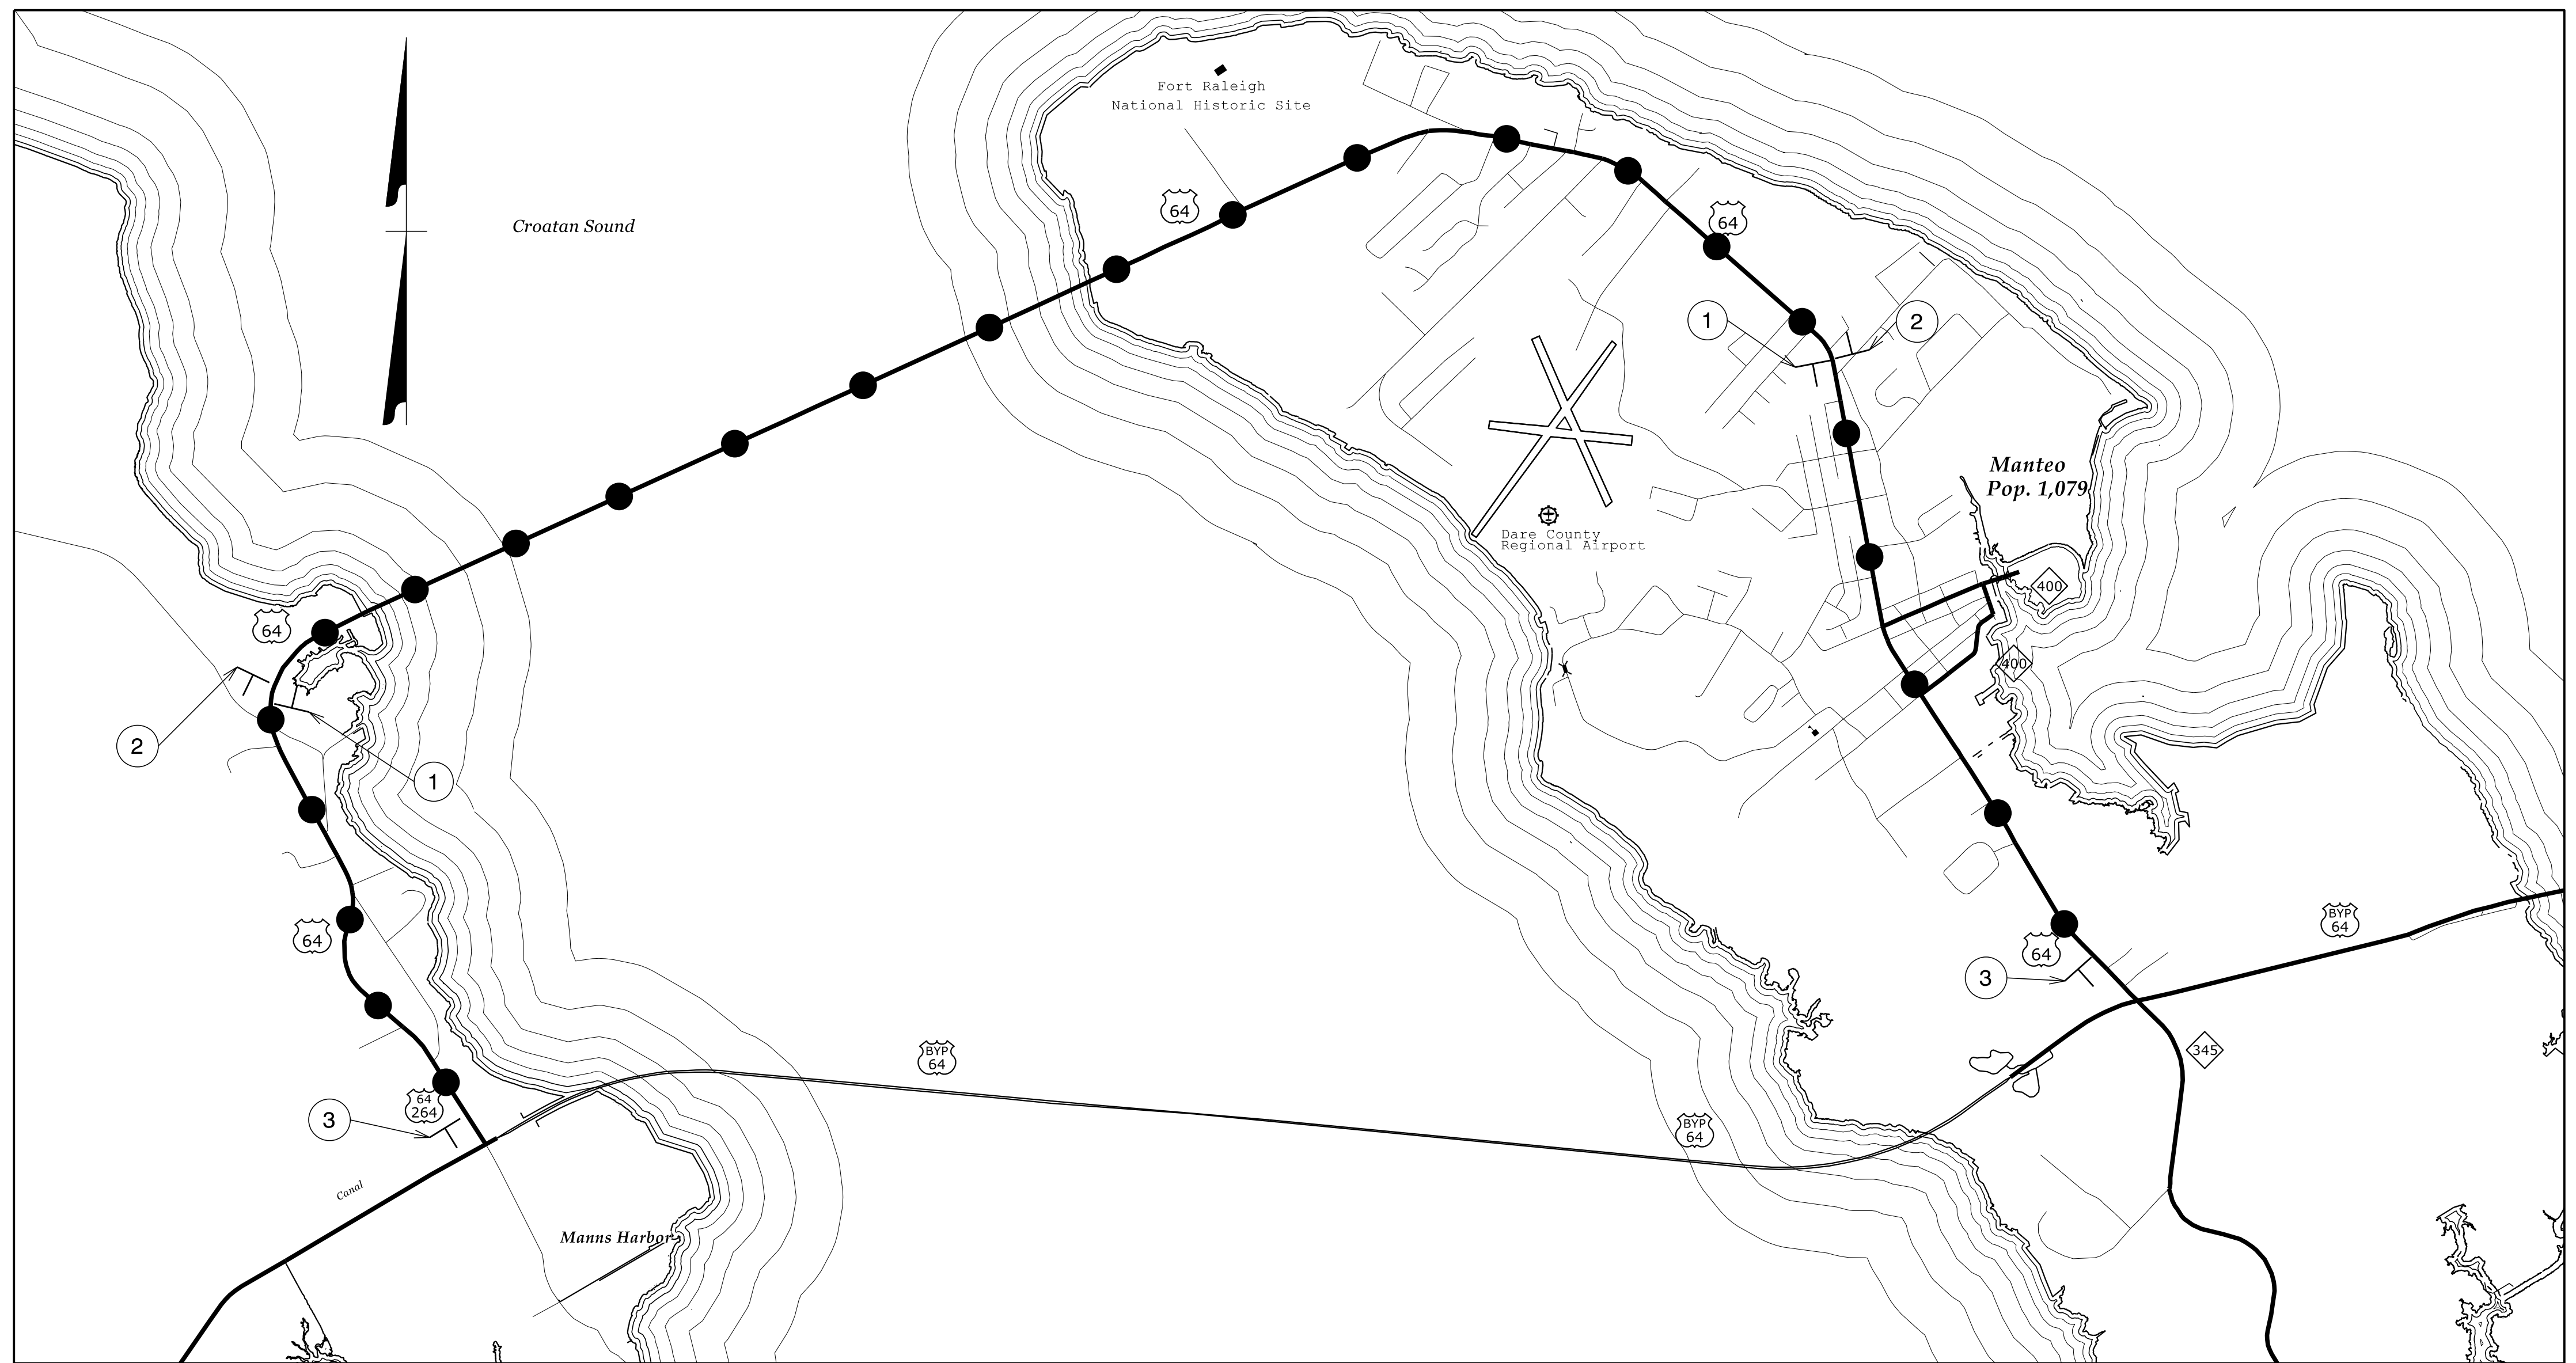 Fort Raleigh
National Historic Site
64
Croatan Sound
64
1
2
Manteo
Pop. 1,079
Dare County
Regional Airport
400
64
400
2
1
64
BYP
64
64
3
BYP
64
345
64
264
3
BYP
64
Canal
Manns Harbor